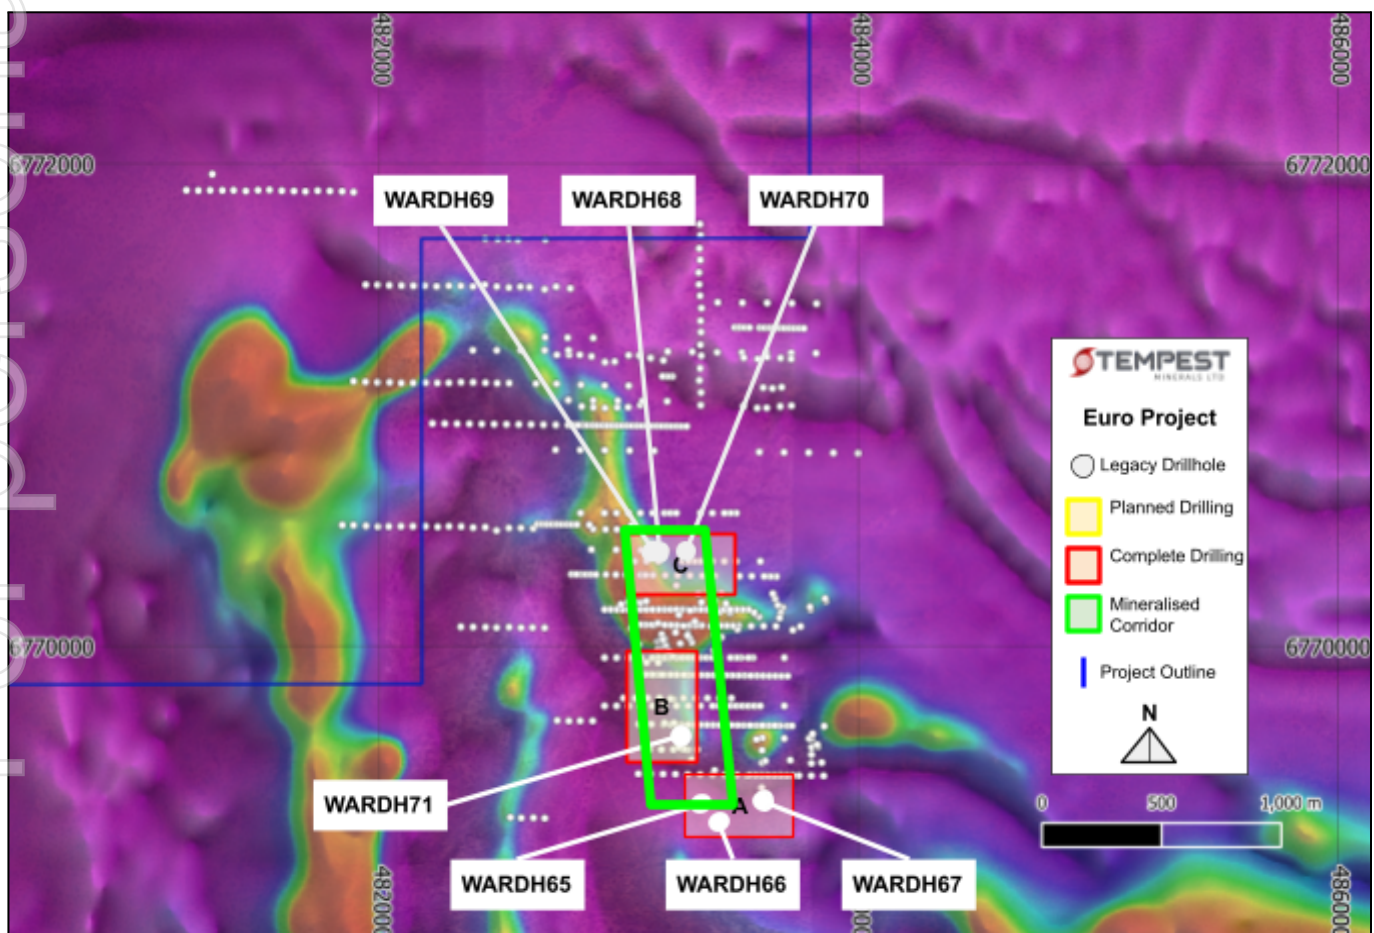 482000
484000
486000
6772000
6772000
WARDH69
WARDH68
WARDH70
TEMPEST
MINERALS LTD
Euro Project
Legacy Drillhole
Planned Drilling
Complete Drilling
Mineralised
Corridor
Project Outline
N
C
6770000
6770000
B
A
WARDH71
0
500
1,000 m
WARDH65
WARDH66
WARDH67
482000
486000